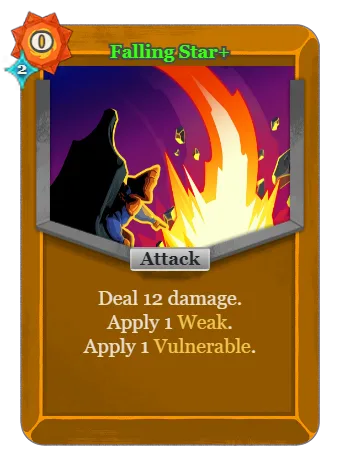 0
Falling Star+
2
Attack
Deal 12 damage.
Apply 1 Weak.
Apply 1 Vulnerable.